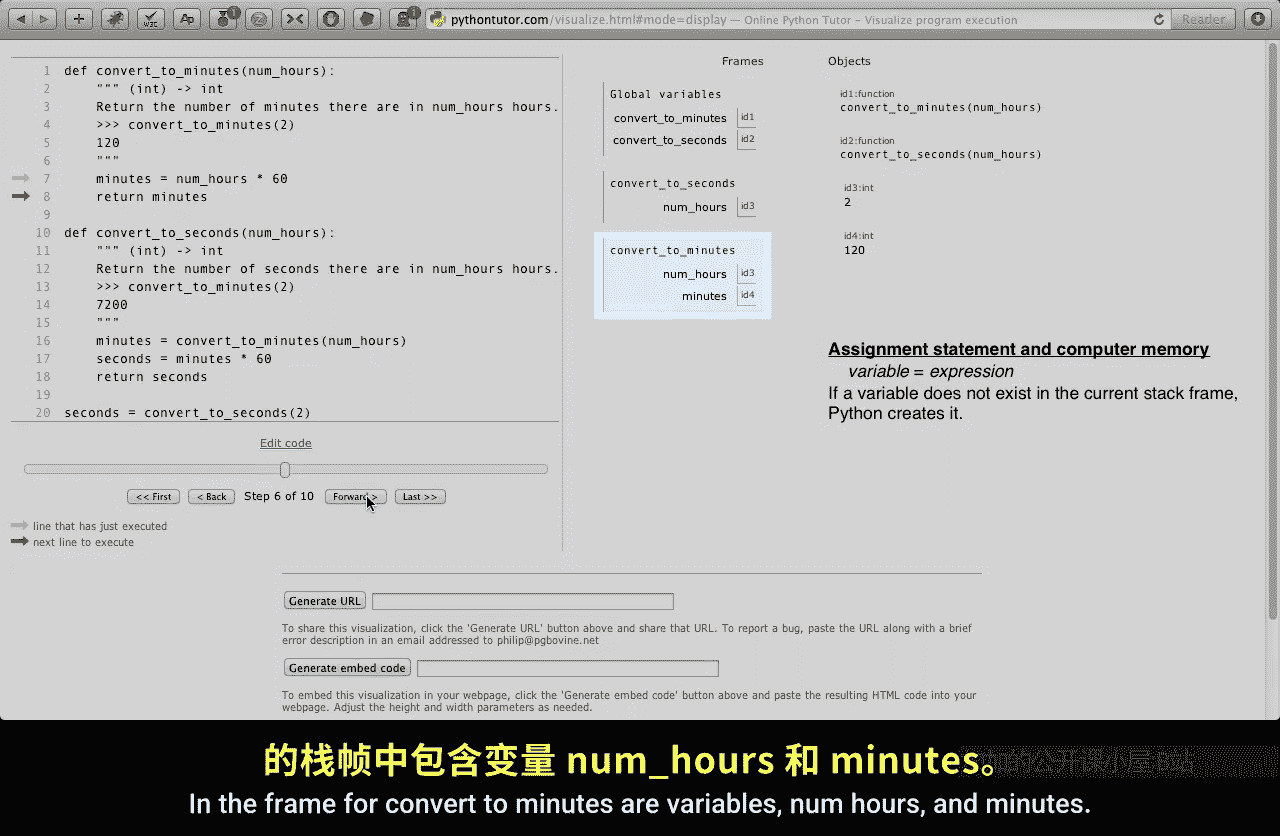 W3C
Ap
1
1
pythontutor.com/visualize.html#mode=display — Online Python Tutor – Visualize program execution
Reader
1 def convert_to_minutes(num_hours):
2 """ (int) -> int
3 Return the number of minutes there are in num_hours hours.
4 >>> convert_to_minutes(2)
5 120
6 """
7 minutes = num_hours * 60
8 return minutes
9
10 def convert_to_seconds(num_hours):
11 """ (int) -> int
12 Return the number of seconds there are in num_hours hours.
13 >>> convert_to_minutes(2)
14 7200
15 """
16 minutes = convert_to_minutes(num_hours)
17 seconds = minutes * 60
18 return seconds
19
20 seconds = convert_to_seconds(2)
Edit code
<< First < Back Step 6 of 10 Forward > Last >>
line that has just executed
next line to execute
Frames
Global variables
convert_to_minutes id1
convert_to_seconds id2
convert_to_seconds
num_hours id3
convert_to_minutes
num_hours id3
minutes id4
Objects
id1:function
convert_to_minutes(num_hours)
id2:function
convert_to_seconds(num_hours)
id3:int
2
id4:int
120
Assignment statement and computer memory
variable = expression
If a variable does not exist in the current stack frame,
Python creates it.
Generate URL
To share this visualization, click the 'Generate URL' button above and share that URL. To report a bug, paste the URL along with a brief
error description in an email addressed to philip@pgbovine.net
Generate embed code
To embed this visualization in your webpage, click the 'Generate embed code' button above and paste the resulting HTML code into your
webpage. Adjust the height and width parameters as needed.
的栈帧中包含变量 num_hours 和 minutes。
In the frame for convert to minutes are variables, num hours, and minutes.